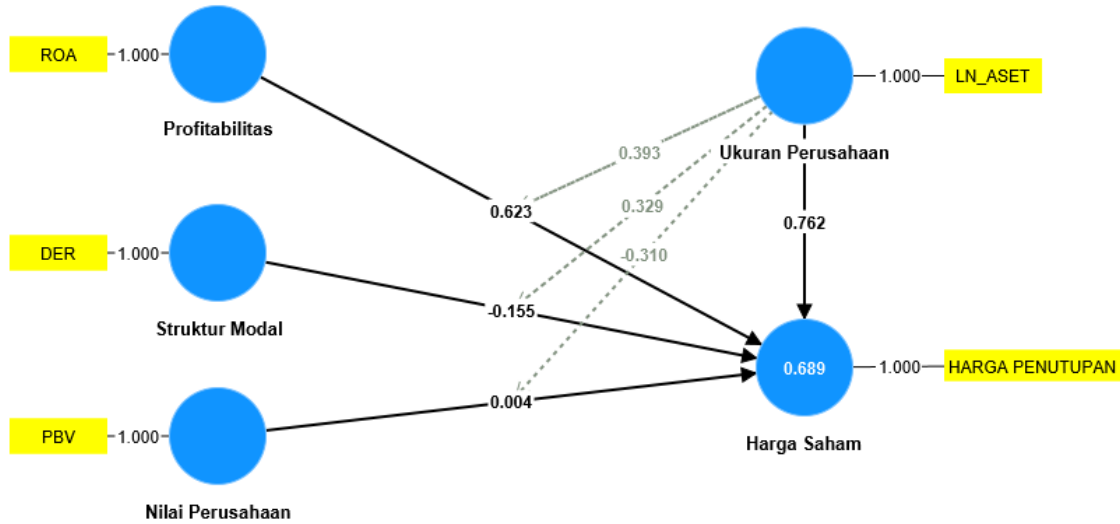 ROA
1.000
Profitabilitas
1.000
LN_ASET
Ukuran Perusahaan
0.393
0.623
0.329
0.762
-0.310
DER
1.000
Struktur Modal
-0.155
0.689
1.000
HARGA PENUTUPAN
Harga Saham
0.004
PBV
1.000
Nilai Perusahaan